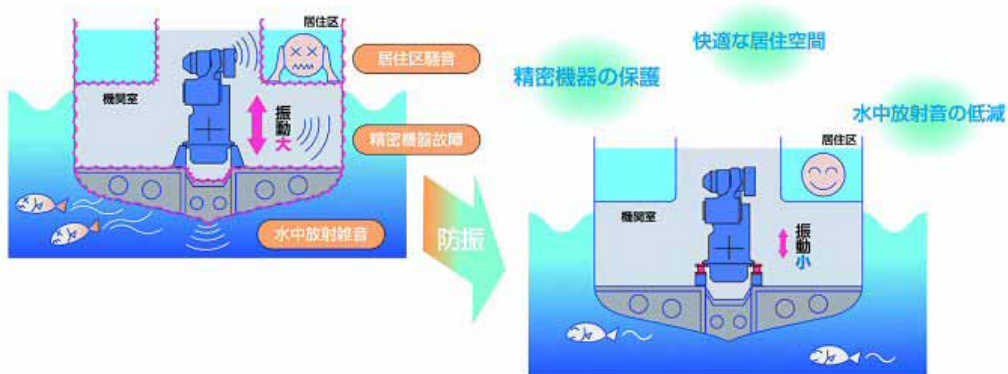 居住区
居住区騒音
機関室
振動大
精密機器故障
水中放射雑音
防振
快適な居住空間
精密機器の保護
水中放射音の低減
居住区
機関室
振動小